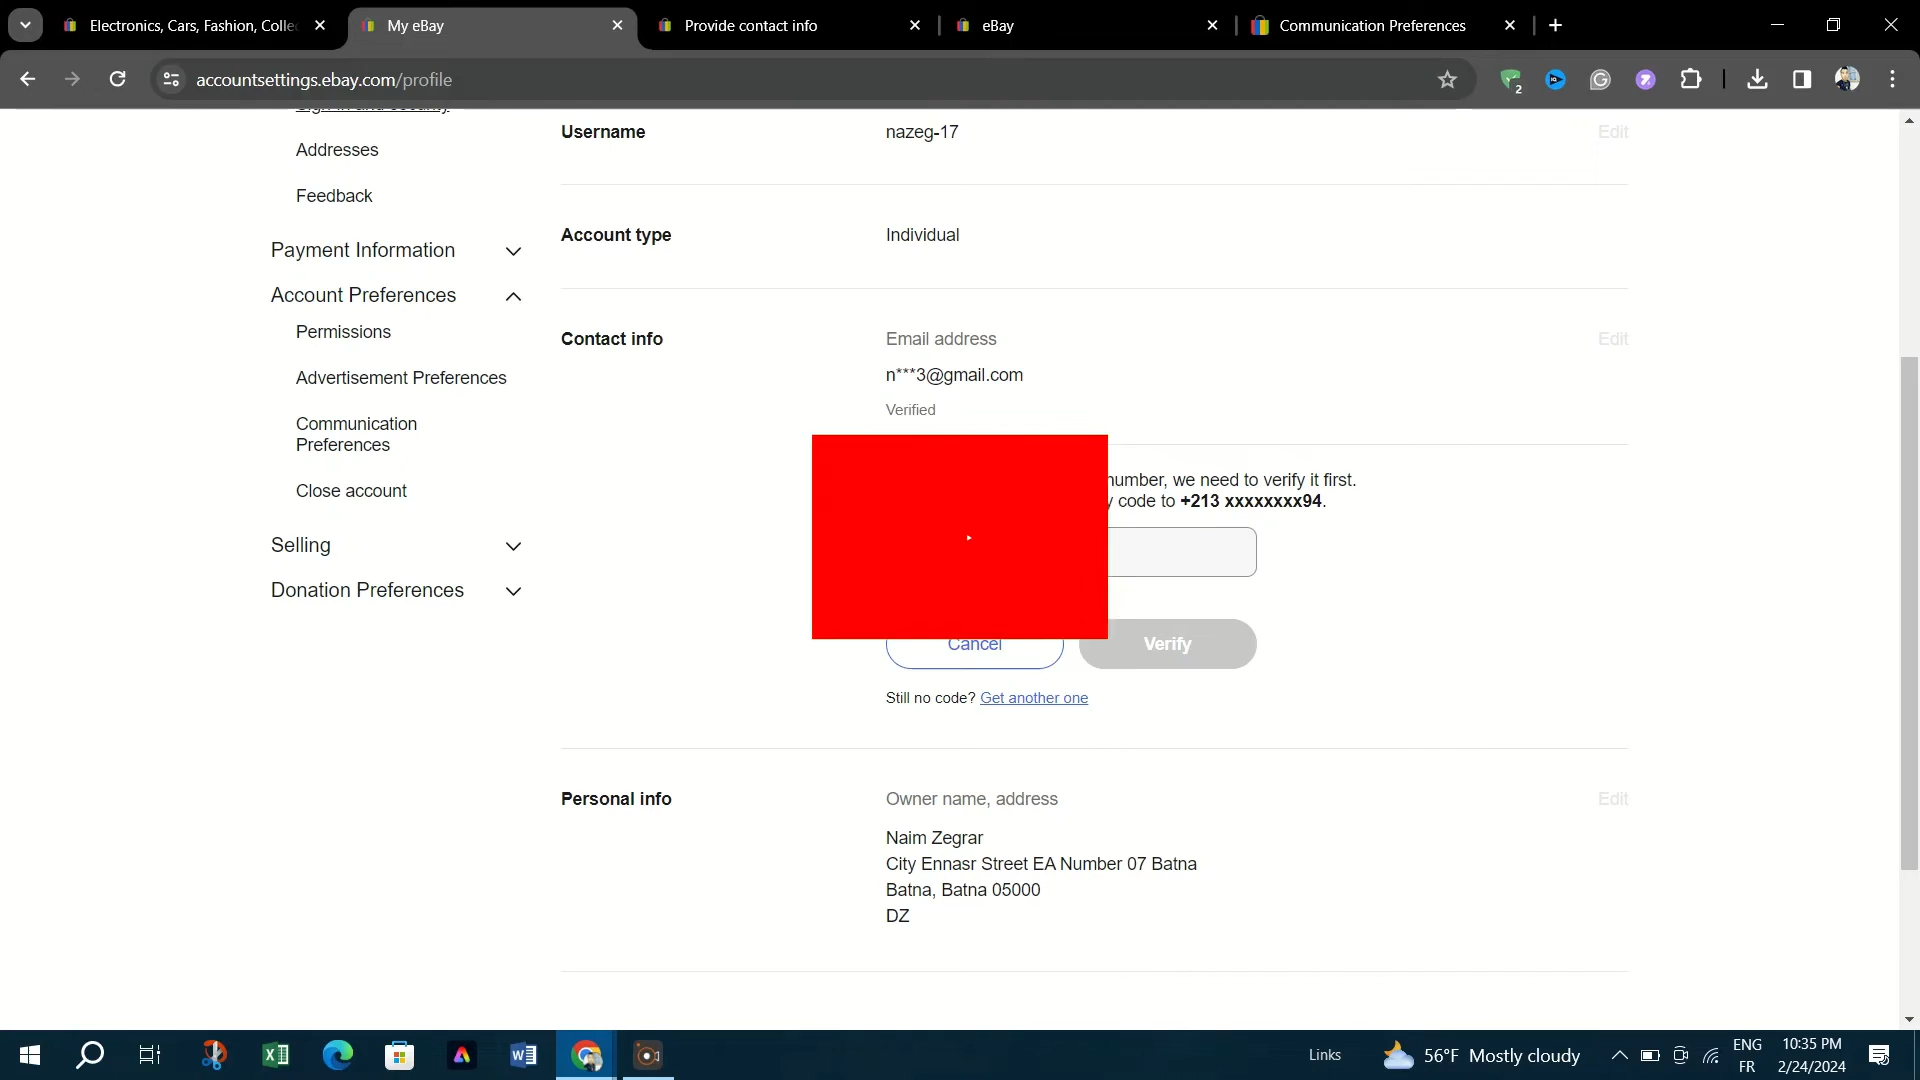 Electronics, Cars, Fashion, Colle
My eBay
Provide contact info
eBay
Communication Preferences
accountsettings.ebay.com/profile
2
Sign in and security
Addresses
Feedback
Payment Information
Account Preferences
Permissions
Advertisement Preferences
Communication
Preferences
Close account
Selling
Donation Preferences
Username
nazeg-17
Edit
Account type
Individual
Contact info
Email address
Edit
n***3@gmail.com
Verified
number, we need to verify it first.
code to +213 xxxxxxxx94.
Cancel
Verify
Still no code? Get another one
Personal info
Owner name, address
Edit
Naim Zegrar
City Ennasr Street EA Number 07 Batna
Batna, Batna 05000
DZ
Links
56°F Mostly cloudy
ENG
FR
10:35 PM
2/24/2024